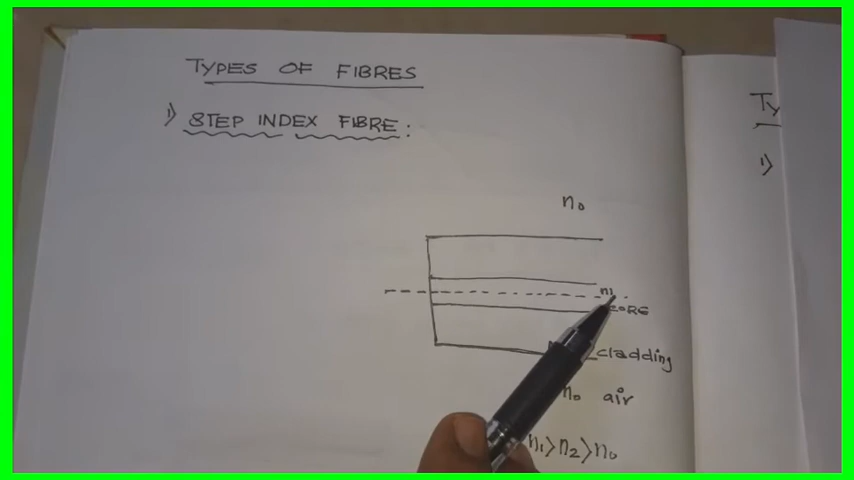 TYPES OF FIBRES
1) STEP INDEX FIBRE :
n₀
n₁
CORE
cladding
n₀ air
n₁>n₂>n₀
Ty
1)